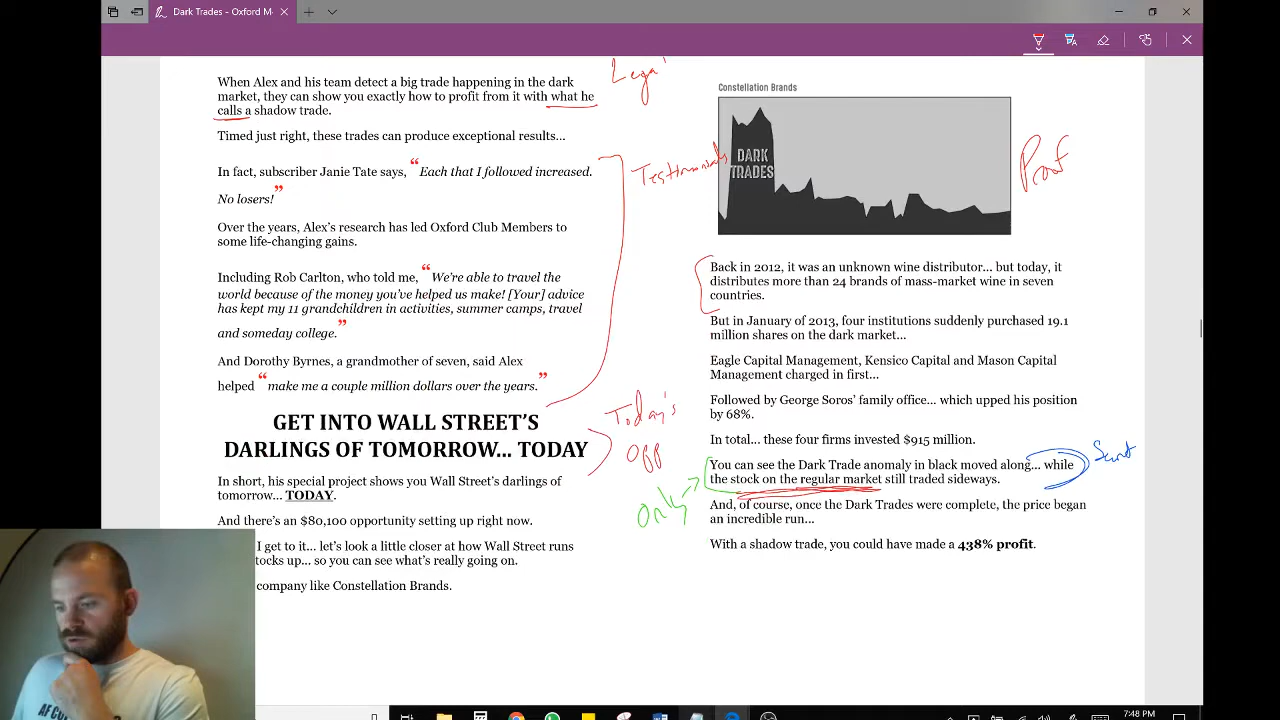 Dark Trades - Oxford M
When Alex and his team detect a big trade happening in the dark
market, they can show you exactly how to profit from it with what he
calls a shadow trade.
Timed just right, these trades can produce exceptional results…
In fact, subscriber Janie Tate says, “Each that I followed increased.
No losers!”
Over the years, Alex’s research has led Oxford Club Members to
some life-changing gains.
Including Rob Carlton, who told me, “We’re able to travel the
world because of the money you’ve helped us make! [Your] advice
has kept my 11 grandchildren in activities, summer camps, travel
and someday college.”
And Dorothy Byrnes, a grandmother of seven, said Alex
helped “make me a couple million dollars over the years.”
GET INTO WALL STREET’S
DARLINGS OF TOMORROW… TODAY
In short, his special project shows you Wall Street’s darlings of
tomorrow… TODAY.
And there’s an $80,100 opportunity setting up right now.
I get to it… let’s look a little closer at how Wall Street runs
tocks up… so you can see what’s really going on.
company like Constellation Brands.
Legal
Testimonials
Today's
Opp
Only
Constellation Brands
DARK
TRADES
Proof
Back in 2012, it was an unknown wine distributor… but today, it
distributes more than 24 brands of mass-market wine in seven
countries.
But in January of 2013, four institutions suddenly purchased 19.1
million shares on the dark market…
Eagle Capital Management, Kensico Capital and Mason Capital
Management charged in first…
Followed by George Soros’ family office… which upped his position
by 68%.
In total… these four firms invested $915 million.
You can see the Dark Trade anomaly in black moved along… while
the stock on the regular market still traded sideways.
And, of course, once the Dark Trades were complete, the price began
an incredible run…
With a shadow trade, you could have made a 438% profit.
7:48 PM